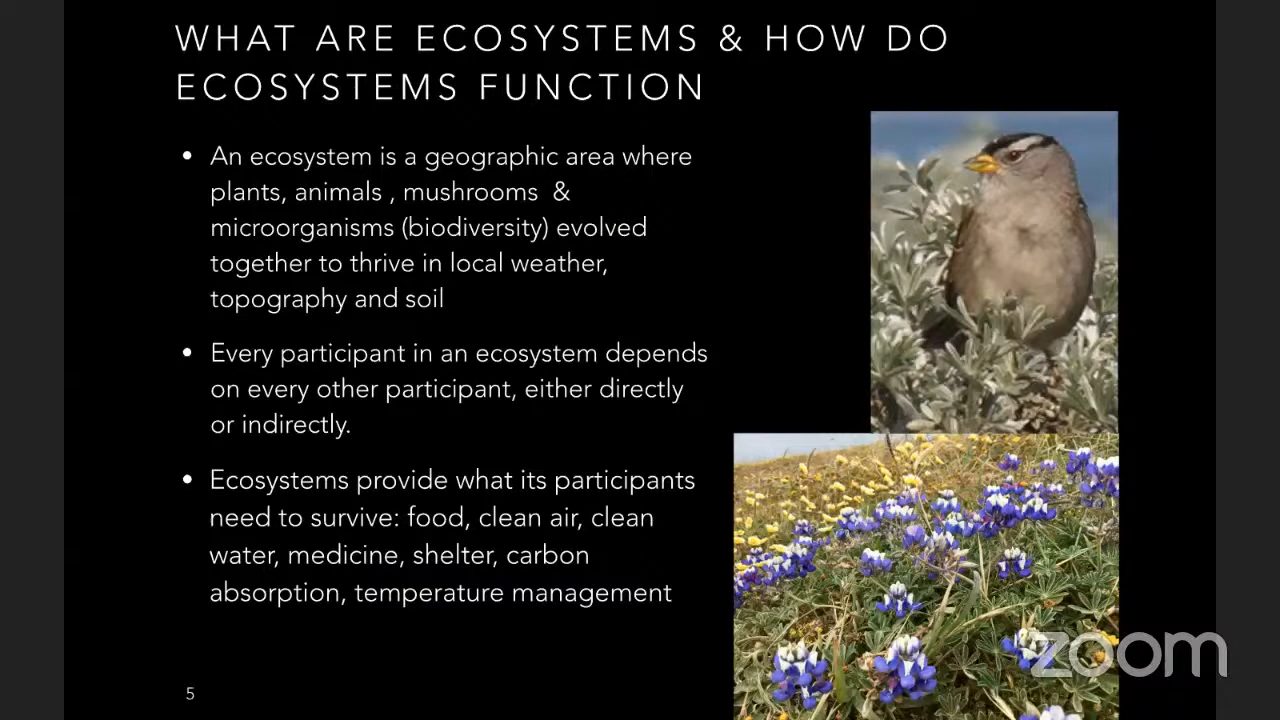 WHAT ARE ECOSYSTEMS & HOW DO
ECOSYSTEMS FUNCTION
• An ecosystem is a geographic area where
plants, animals , mushrooms &
microorganisms (biodiversity) evolved
together to thrive in local weather,
topography and soil
• Every participant in an ecosystem depends
on every other participant, either directly
or indirectly.
• Ecosystems provide what its participants
need to survive: food, clean air, clean
water, medicine, shelter, carbon
absorption, temperature management
5
zoom